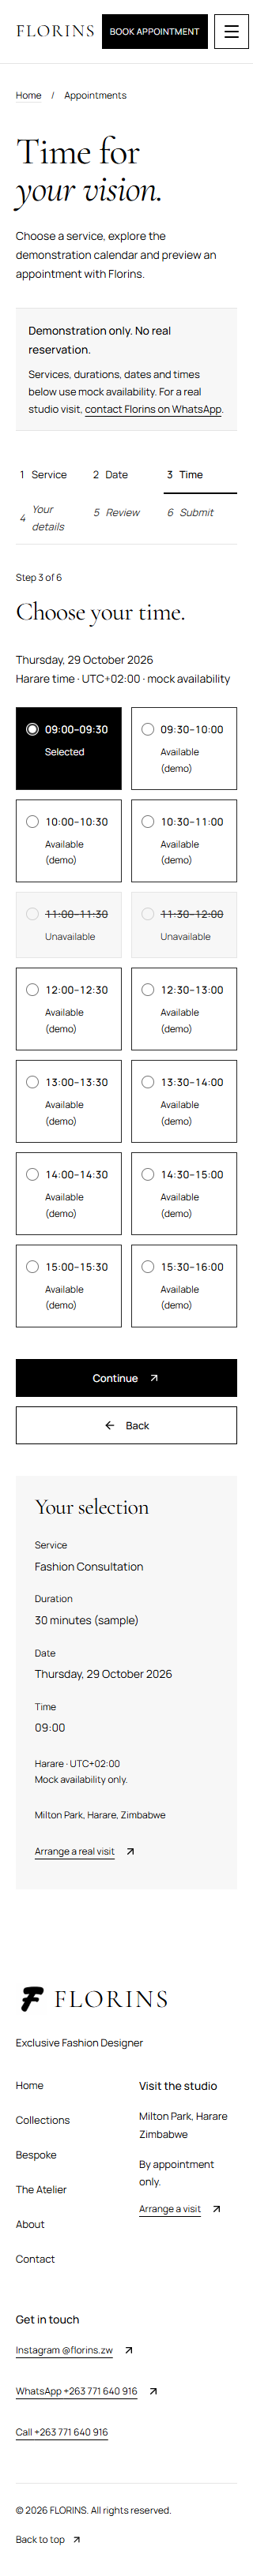 FLORINS
BOOK APPOINTMENT
Home / Appointments
Time for
your vision.
Choose a service, explore the
demonstration calendar and preview an
appointment with Florins.
Demonstration only. No real
reservation.
Services, durations, dates and times
below use mock availability. For a real
studio visit, contact Florins on WhatsApp.
1 Service
2 Date
3 Time
4 Your
details
5 Review
6 Submit
Step 3 of 6
Choose your time.
Thursday, 29 October 2026
Harare time · UTC+02:00 · mock availability
09:00–09:30
Selected
09:30–10:00
Available
(demo)
10:00–10:30
Available
(demo)
10:30–11:00
Available
(demo)
11:00–11:30
Unavailable
11:30–12:00
Unavailable
12:00–12:30
Available
(demo)
12:30–13:00
Available
(demo)
13:00–13:30
Available
(demo)
13:30–14:00
Available
(demo)
14:00–14:30
Available
(demo)
14:30–15:00
Available
(demo)
15:00–15:30
Available
(demo)
15:30–16:00
Available
(demo)
Continue ↗
← Back
Your selection
Service
Fashion Consultation
Duration
30 minutes (sample)
Date
Thursday, 29 October 2026
Time
09:00
Harare · UTC+02:00
Mock availability only.
Milton Park, Harare, Zimbabwe
Arrange a real visit ↗
F FLORINS
Exclusive Fashion Designer
Home
Collections
Bespoke
The Atelier
About
Contact
Visit the studio
Milton Park, Harare
Zimbabwe
By appointment
only.
Arrange a visit ↗
Get in touch
Instagram @florins.zw ↗
WhatsApp +263 771 640 916 ↗
Call +263 771 640 916
© 2026 FLORINS. All rights reserved.
Back to top ↗